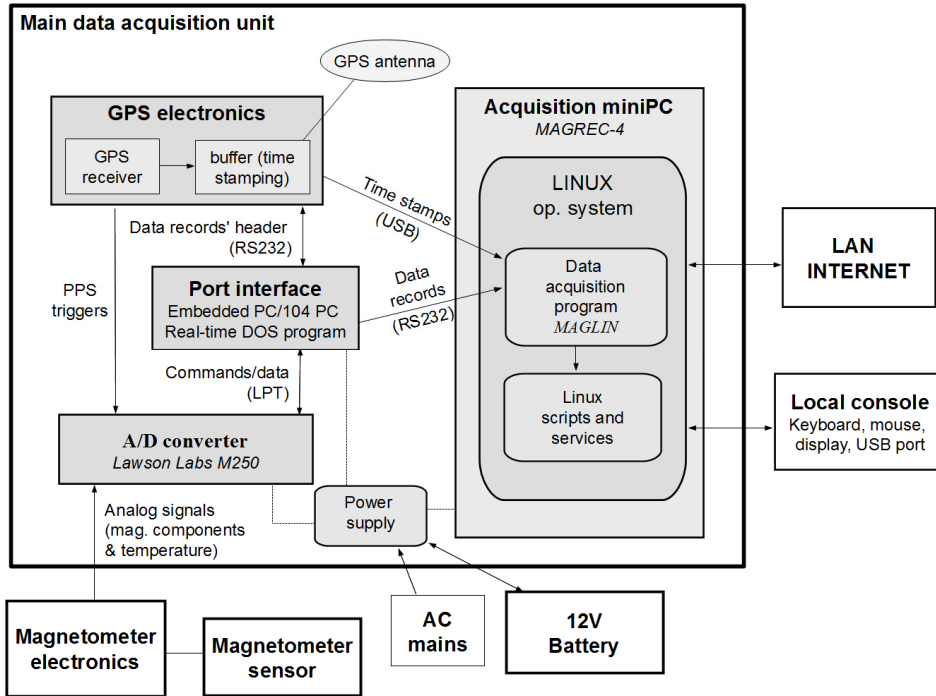 Main data acquisition unit
GPS antenna
GPS electronics
GPS
receiver
buffer (time
stamping)
Acquisition miniPC
MAGREC-4
LINUX
op. system
Time stamps
(USB)
Data records' header
(RS232)
Data
records
(RS232)
PPS
triggers
Port interface
Embedded PC/104 PC
Real-time DOS program
Data
acquisition
program
MAGLIN
LAN
INTERNET
Commands/data
(LPT)
Linux
scripts and
services
Local console
Keyboard, mouse,
display, USB port
A/D converter
Lawson Labs M250
Analog signals
(mag. components
& temperature)
Power
supply
AC
mains
12V
Battery
Magnetometer
electronics
Magnetometer
sensor